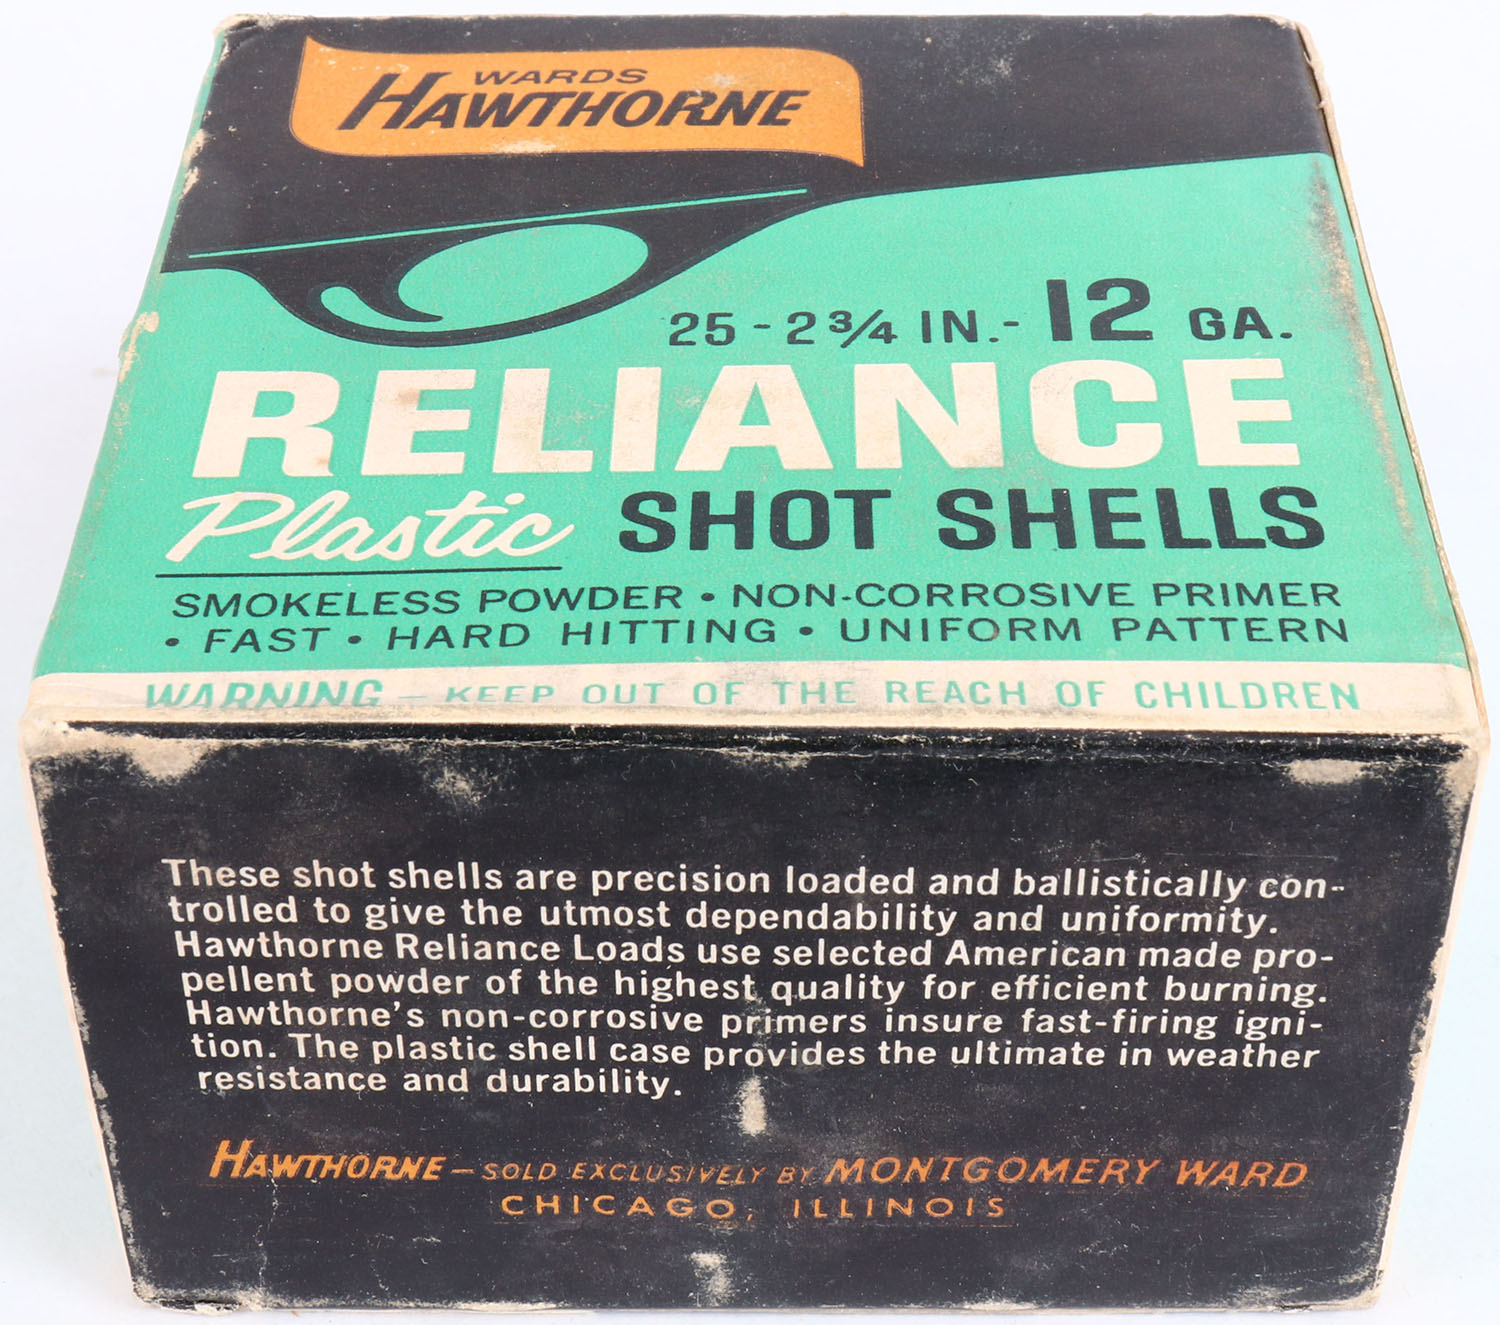 WARDS
HAWTHORNE
25 - 2 3/4 IN. - 12 GA.
RELIANCE
Plastic SHOT SHELLS
SMOKELESS POWDER • NON-CORROSIVE PRIMER
• FAST • HARD HITTING • UNIFORM PATTERN
WARNING – KEEP OUT OF THE REACH OF CHILDREN
These shot shells are precision loaded and ballistically con-
trolled to give the utmost dependability and uniformity.
Hawthorne Reliance Loads use selected American made pro-
pellent powder of the highest quality for efficient burning.
Hawthorne's non-corrosive primers insure fast-firing igni-
tion. The plastic shell case provides the ultimate in weather
resistance and durability.
HAWTHORNE – SOLD EXCLUSIVELY BY MONTGOMERY WARD
CHICAGO, ILLINOIS